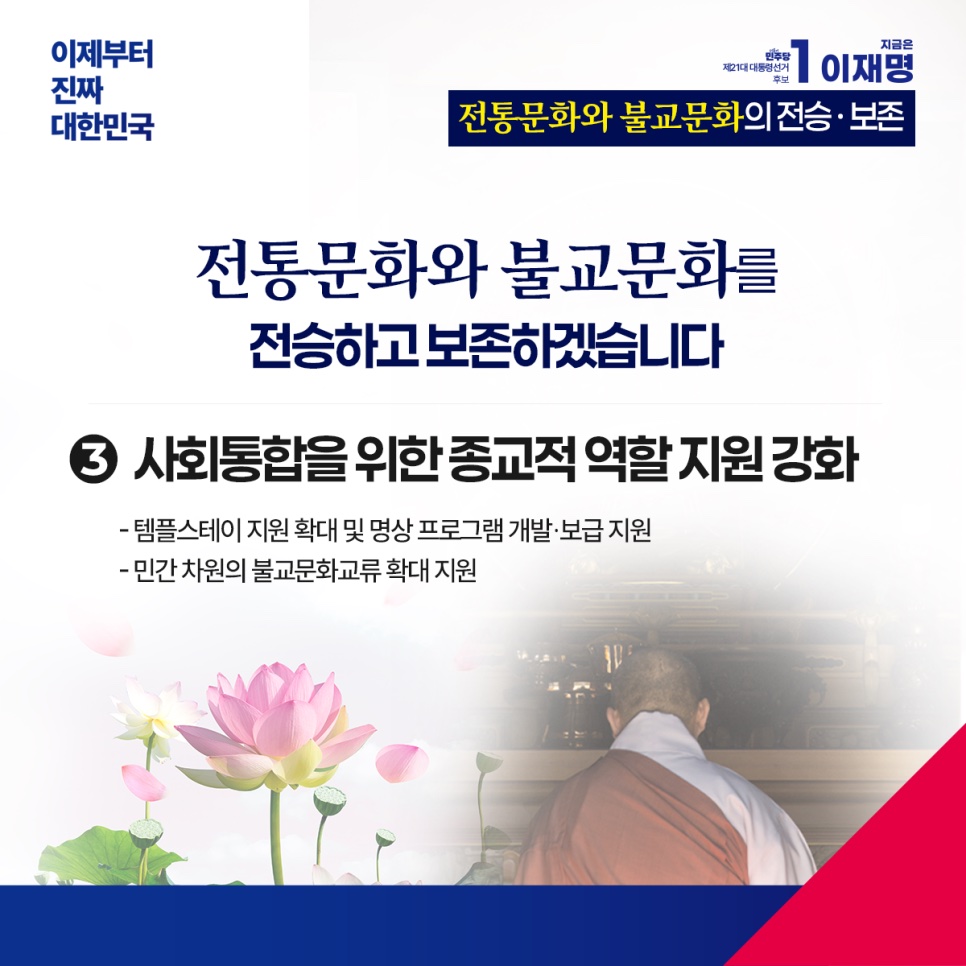 이제부터
진짜
대한민국
지금은
더불어
민주당
제21대 대통령선거
후보
1 이재명
전통문화와 불교문화의 전승·보존
전통문화와 불교문화를
전승하고 보존하겠습니다
3 사회통합을 위한 종교적 역할 지원 강화
- 템플스테이 지원 확대 및 명상 프로그램 개발·보급 지원
- 민간 차원의 불교문화교류 확대 지원